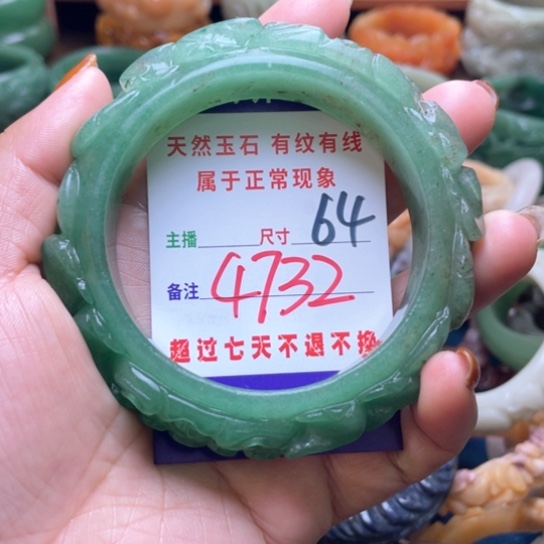 天然玉石 有纹有线
属于正常现象
主播 尺寸 64
备注 4732
超过七天不退不换